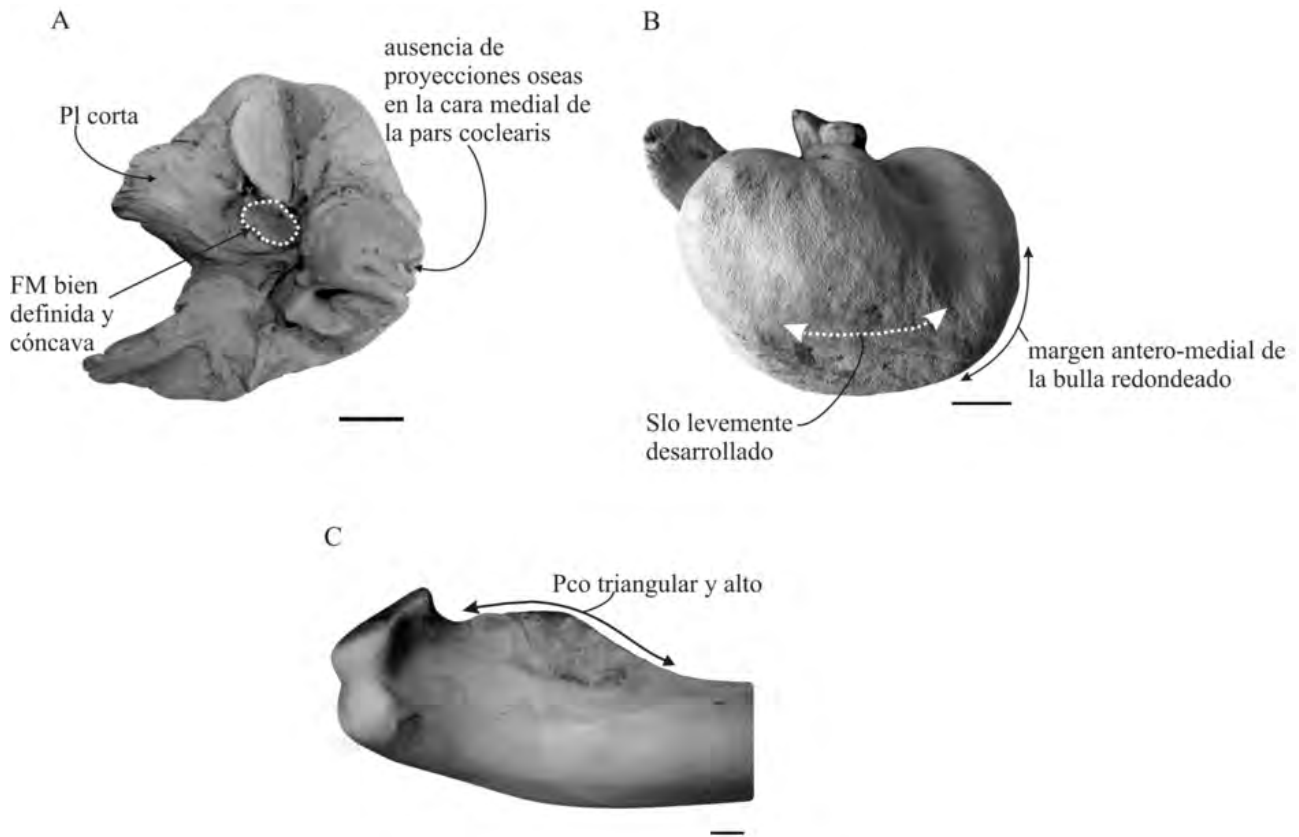 A
ausencia de
proyecciones oseas
en la cara medial de
la pars coclearis
Pl corta
FM bien
definida y
cóncava
B
margen antero-medial de
la bulla redondeado
Slo levemente
desarrollado
C
Pco triangular y alto